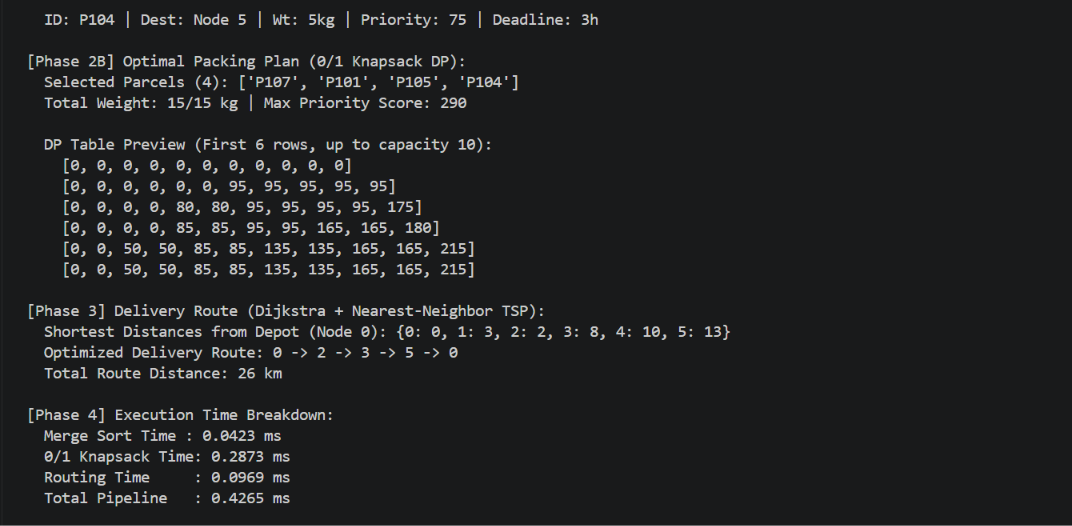 ID: P104 | Dest: Node 5 | Wt: 5kg | Priority: 75 | Deadline: 3h
[Phase 2B] Optimal Packing Plan (0/1 Knapsack DP):
Selected Parcels (4): ['P107', 'P101', 'P105', 'P104']
Total Weight: 15/15 kg | Max Priority Score: 290
DP Table Preview (First 6 rows, up to capacity 10):
[0, 0, 0, 0, 0, 0, 0, 0, 0, 0, 0]
[0, 0, 0, 0, 0, 0, 95, 95, 95, 95, 95]
[0, 0, 0, 0, 80, 80, 95, 95, 95, 95, 175]
[0, 0, 0, 0, 85, 85, 95, 95, 165, 165, 180]
[0, 0, 50, 50, 85, 85, 135, 135, 165, 165, 215]
[0, 0, 50, 50, 85, 85, 135, 135, 165, 165, 215]
[Phase 3] Delivery Route (Dijkstra + Nearest-Neighbor TSP):
Shortest Distances from Depot (Node 0): {0: 0, 1: 3, 2: 2, 3: 8, 4: 10, 5: 13}
Optimized Delivery Route: 0 -> 2 -> 3 -> 5 -> 0
Total Route Distance: 26 km
[Phase 4] Execution Time Breakdown:
Merge Sort Time : 0.0423 ms
0/1 Knapsack Time: 0.2873 ms
Routing Time     : 0.0969 ms
Total Pipeline   : 0.4265 ms